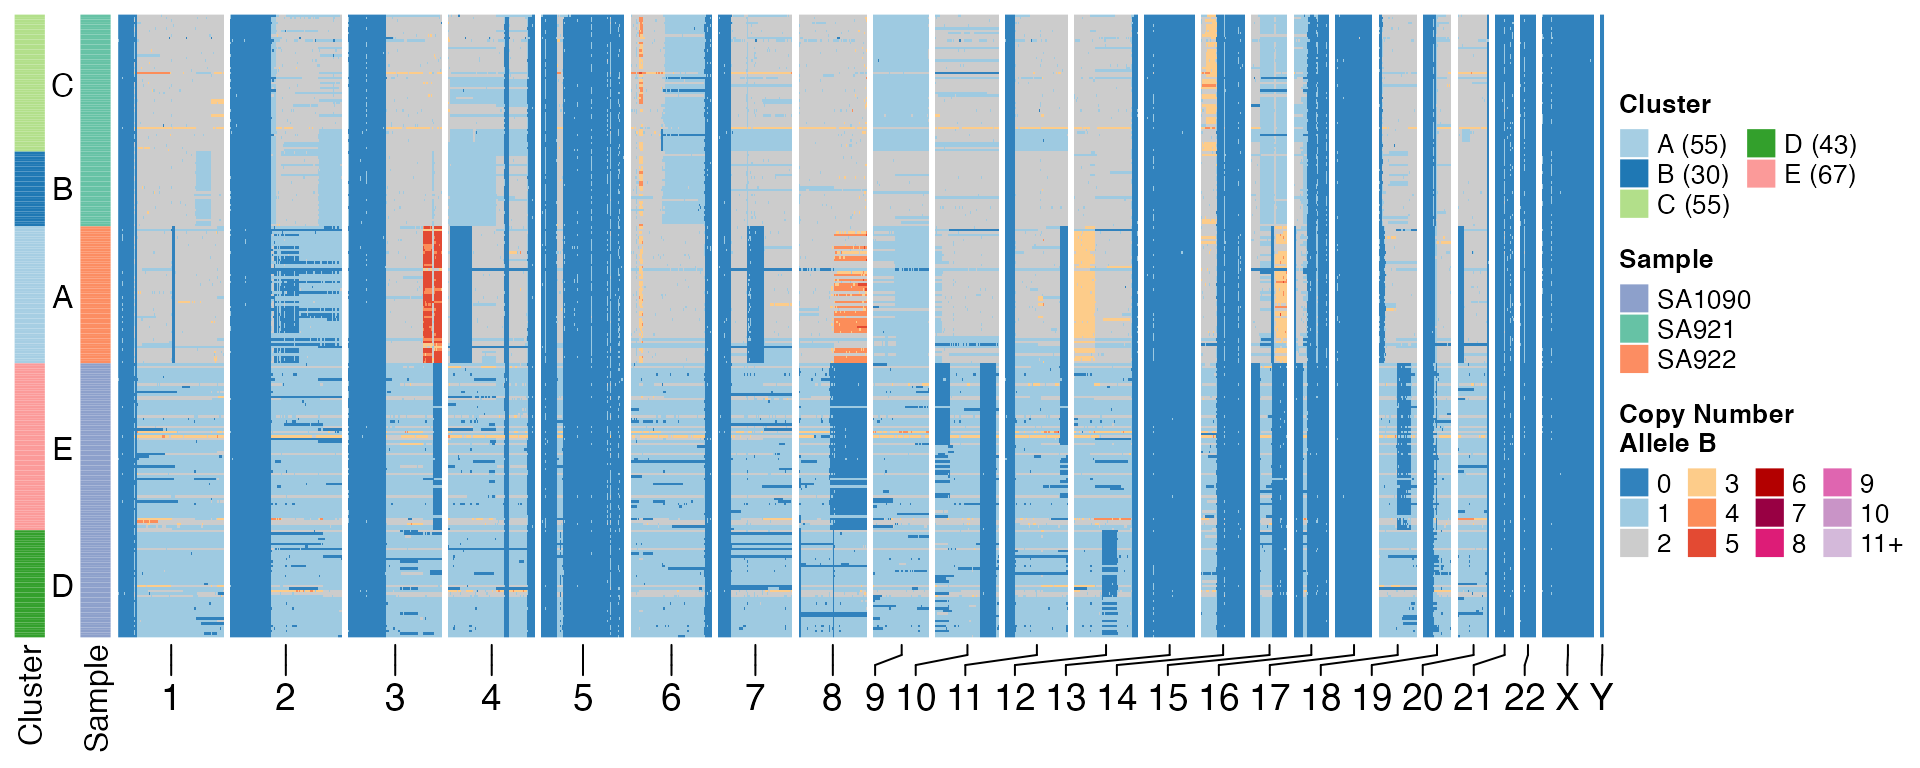 C
B
A
E
D
Cluster
Sample
1 2 3 4 5 6 7 8 9 10 11 12 13 14 15 16 17 18 19 20 21 22 X Y
Cluster
A (55) D (43)
B (30) E (67)
C (55)
Sample
SA1090
SA921
SA922
Copy Number
Allele B
0 3 6 9
1 4 7 10
2 5 8 11+